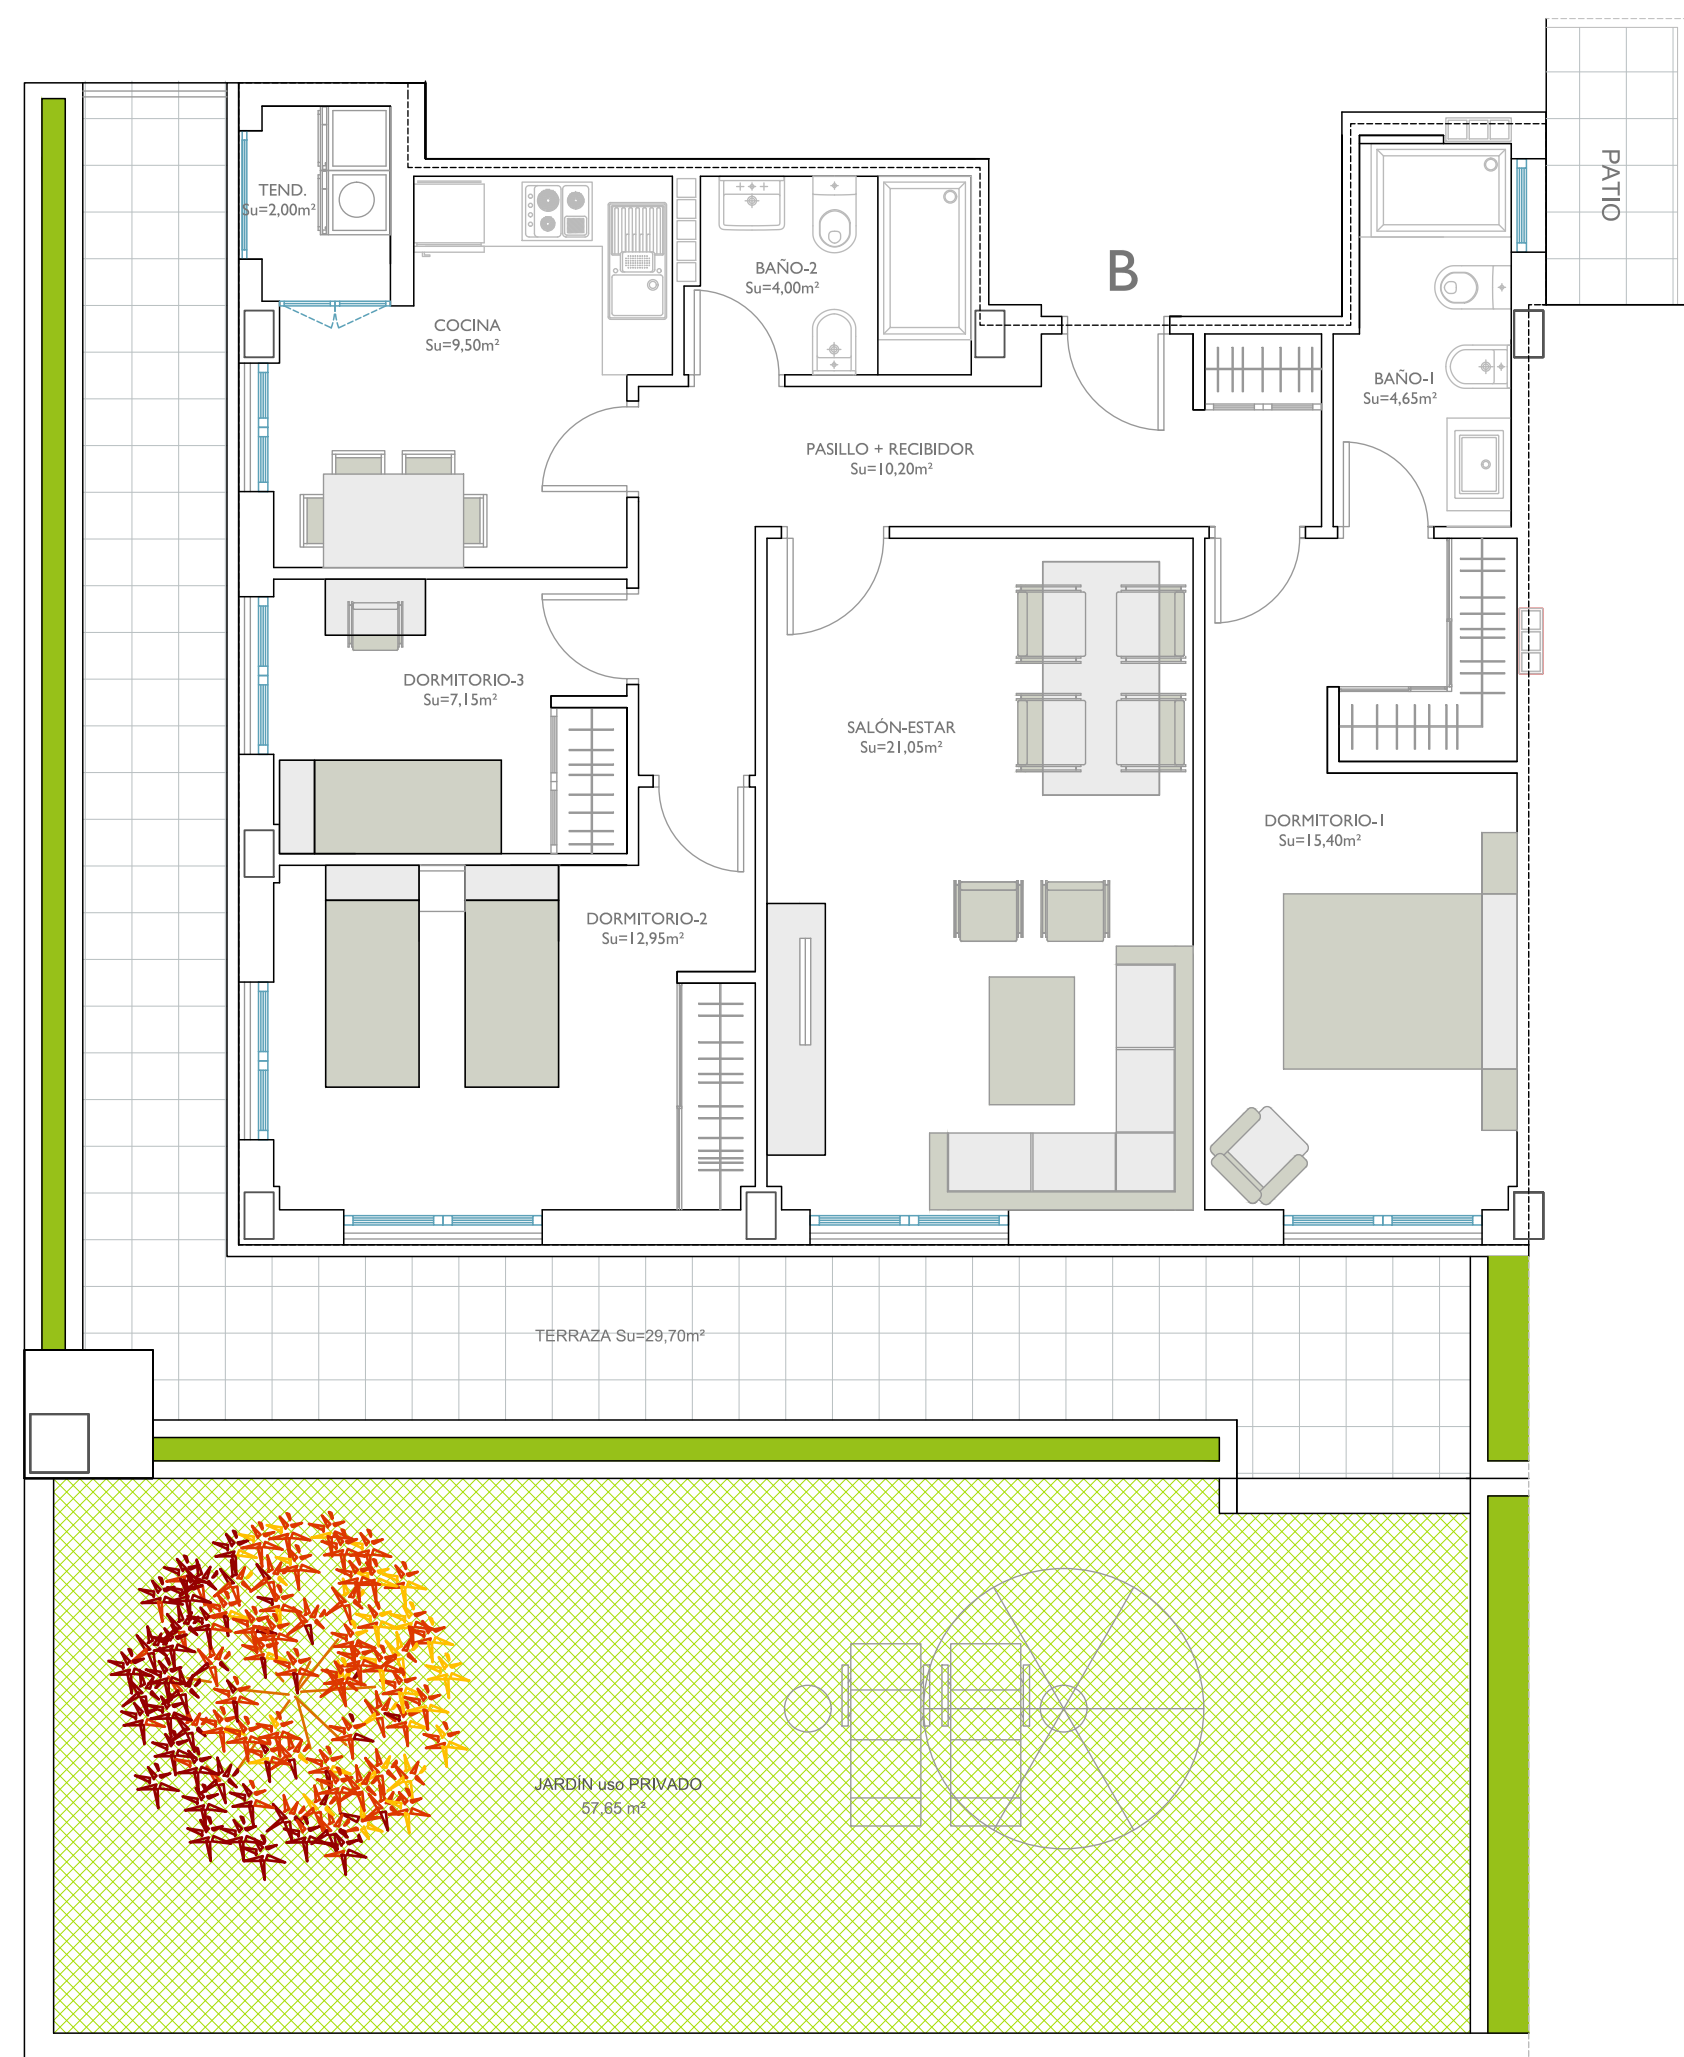 PATIO
TEND.
Su=2,00m²
B
BAÑO-2
Su=4,00m²
COCINA
Su=9,50m²
BAÑO-1
Su=4,65m²
PASILLO + RECIBIDOR
Su=10,20m²
DORMITORIO-3
Su=7,15m²
SALÓN-ESTAR
Su=21,05m²
DORMITORIO-1
Su=15,40m²
DORMITORIO-2
Su=12,95m²
TERRAZA Su=29,70m²
JARDÍN uso PRIVADO
57,65 m²